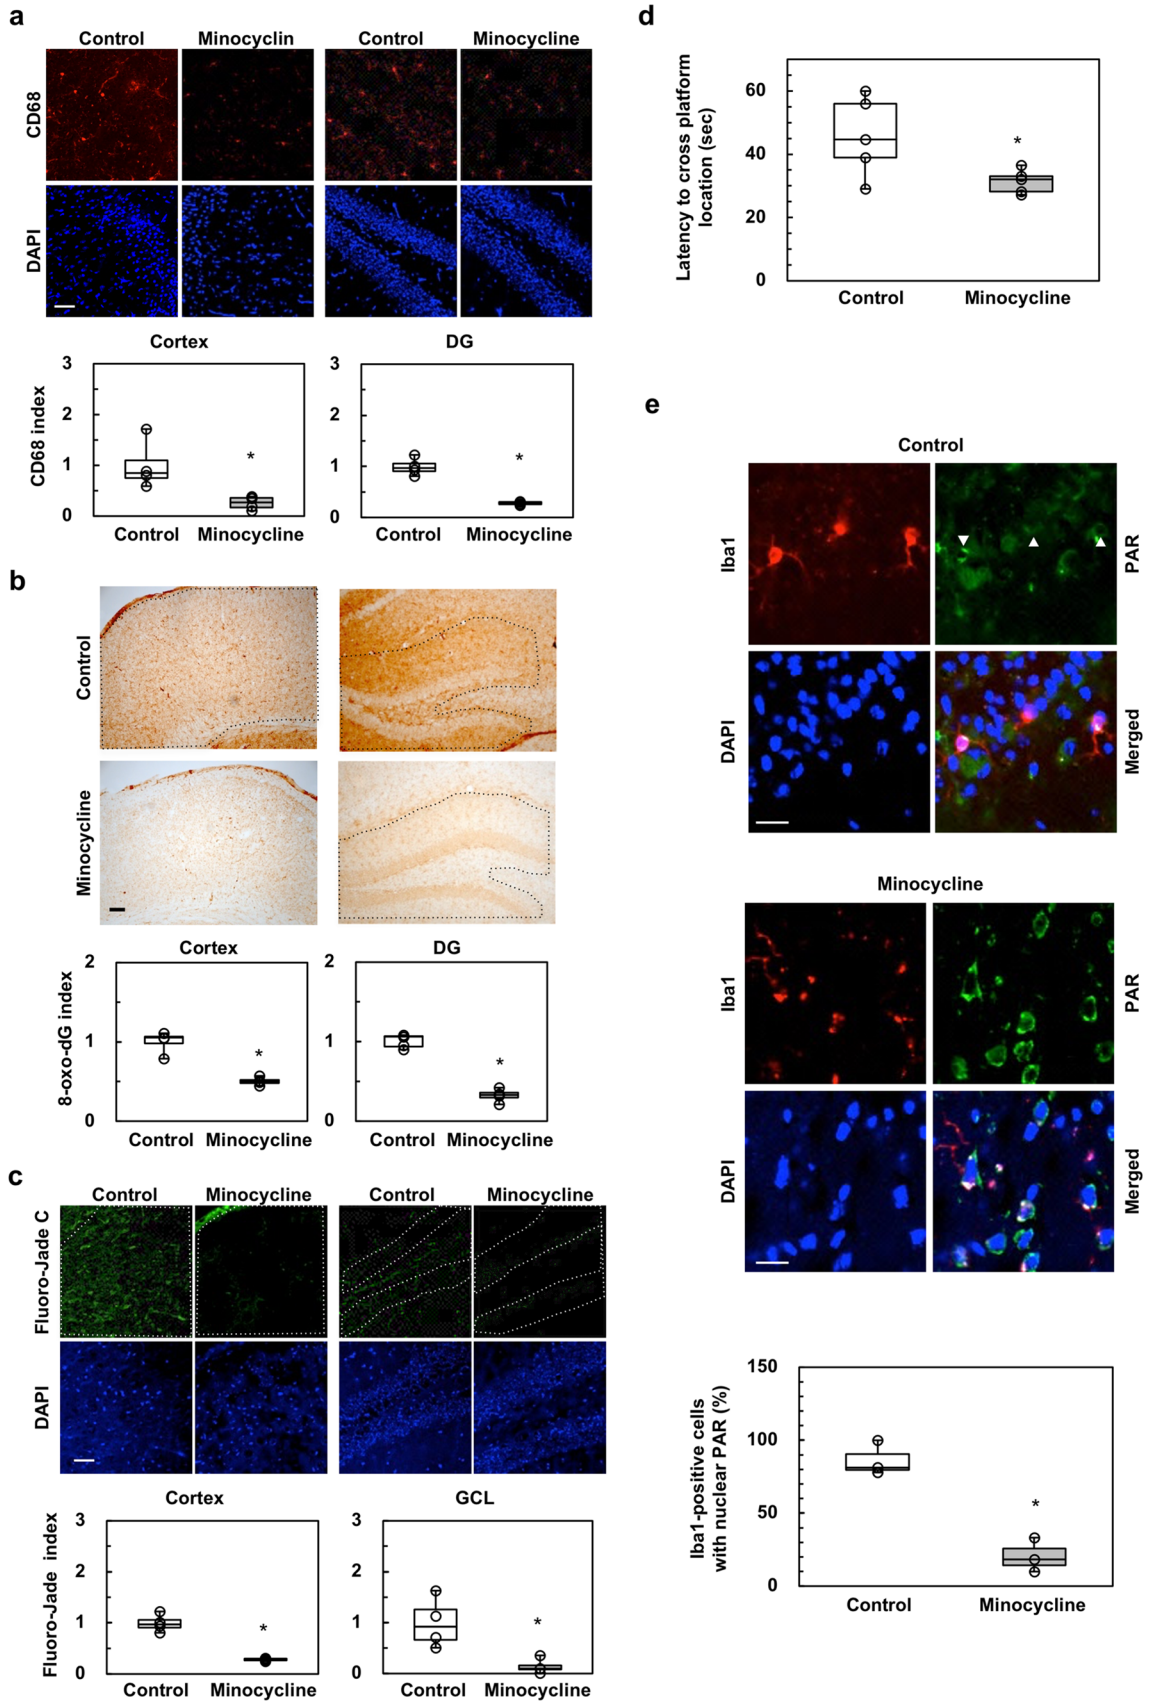 a
Control Minocyclin Control Minocycline
CD68
DAPI
Cortex DG
CD68 index
3
2
1
0
3
2
1
0
* *
Control Minocycline Control Minocycline
b
Control
Minocycline
Cortex DG
8-oxo-dG index
2
1
0
2
1
0
* *
Control Minocycline Control Minocycline
c
Control Minocycline Control Minocycline
Fluoro-Jade C
DAPI
Cortex GCL
Fluoro-Jade index
3
2
1
0
3
2
1
0
* *
Control Minocycline Control Minocycline
d
Latency to cross platform
location (sec)
60
40
20
0
*
Control Minocycline
e
Control
Iba1 PAR
DAPI Merged
Minocycline
Iba1 PAR
DAPI Merged
Iba1-positive cells
with nuclear PAR (%)
150
100
50
0
*
Control Minocycline